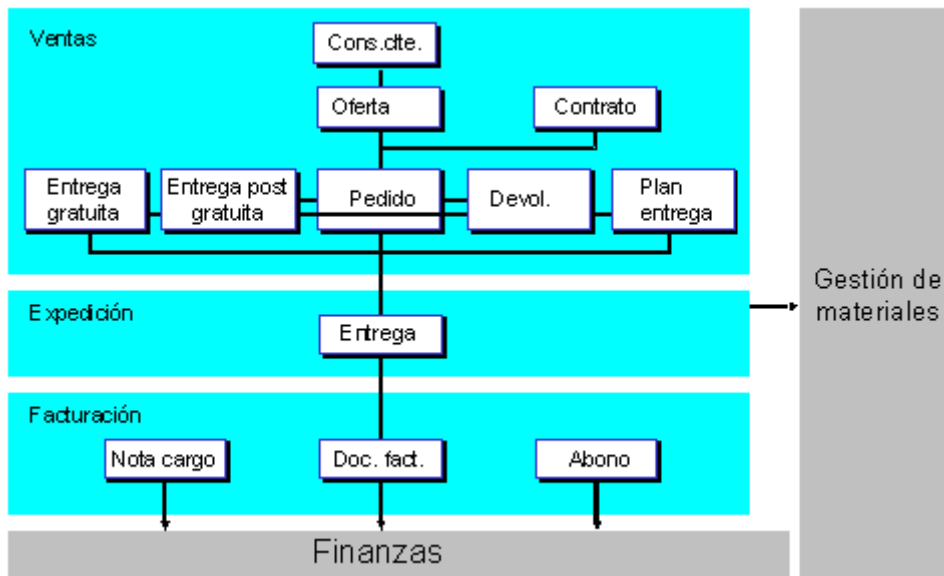 Ventas
Cons.clte.
Oferta
Contrato
Entrega
gratuita
Entrega post
gratuita
Pedido
Devol.
Plan
entrega
Gestión de
materiales
Expedición
Entrega
Facturación
Nota cargo
Doc. fact.
Abono
Finanzas